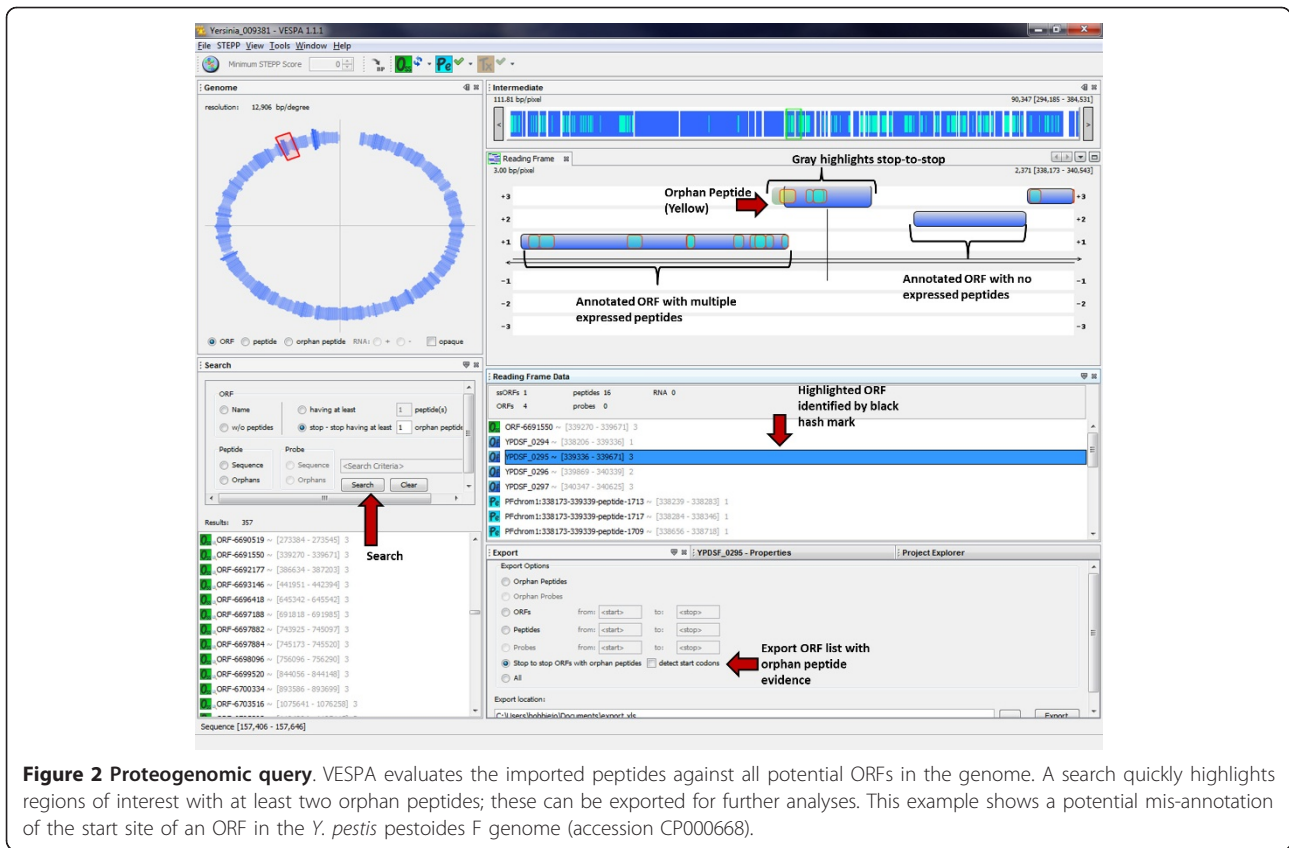 Yersinia_009381 - VESPA 1.1.1
File STEPP View Tools Window Help
Minimum STEPP Score 0
Genome
resolution: 12,906 bp/degree
ORF peptide orphan peptide RNA: + - opaque
Intermediate
111.81 bp/pixel 90,347 [294,185 - 384,531]
Reading Frame
3.00 bp/pixel 2,371 [338,173 - 340,543]
Gray highlights stop-to-stop
Orphan Peptide
(Yellow)
+3 +3
+2 +2
+1 +1
-1 -1
-2 -2
-3 -3
Annotated ORF with multiple
expressed peptides
Annotated ORF with no
expressed peptides
Search
ORF
Name having at least 1 peptide(s)
w/o peptides stop - stop having at least 1 orphan peptide
Peptide Probe
Sequence Sequence <Search Criteria>
Orphans Orphans Search Clear
Results: 357
Search
ORF-6690519 ~ [273384 - 273545] 3
ORF-6691550 ~ [339270 - 339671] 3
ORF-6692177 ~ [386634 - 387203] 3
ORF-6693146 ~ [441951 - 442394] 3
ORF-6696418 ~ [645342 - 645542] 3
ORF-6697188 ~ [691818 - 691985] 3
ORF-6697882 ~ [743925 - 745097] 3
ORF-6697884 ~ [745173 - 745520] 3
ORF-6698096 ~ [756096 - 756290] 3
ORF-6699520 ~ [844056 - 844148] 3
ORF-6700334 ~ [893586 - 893699] 3
ORF-6703516 ~ [1075641 - 1076258] 3
Sequence [157,406 - 157,646]
Reading Frame Data
ssORFs 1 peptides 16 RNA 0
ORFs 4 probes 0
Highlighted ORF
identified by black
hash mark
ORF-6691550 ~ [339270 - 339671] 3
YPDSF_0294 ~ [338206 - 339336] 1
YPDSF_0295 ~ [339336 - 339671] 3
YPDSF_0296 ~ [339869 - 340339] 2
YPDSF_0297 ~ [340347 - 340625] 3
PFchrom1:338173-339339-peptide-1713 ~ [338239 - 338283] 1
PFchrom1:338173-339339-peptide-1717 ~ [338284 - 338346] 1
PFchrom1:338173-339339-peptide-1709 ~ [338656 - 338718] 1
Export YPDSF_0295 - Properties Project Explorer
Export Options
Orphan Peptides
Orphan Probes
ORFs from: <start> to: <stop>
Peptides from: <start> to: <stop>
Probes from: <start> to: <stop>
Stop to stop ORFs with orphan peptides detect start codons
All
Export ORF list with
orphan peptide
evidence
Export location:
C:\Users\bobbiejo\Documents\export.xls ... Export
Figure 2 Proteogenomic query. VESPA evaluates the imported peptides against all potential ORFs in the genome. A search quickly highlights
regions of interest with at least two orphan peptides; these can be exported for further analyses. This example shows a potential mis-annotation
of the start site of an ORF in the Y. pestis pestoides F genome (accession CP000668).